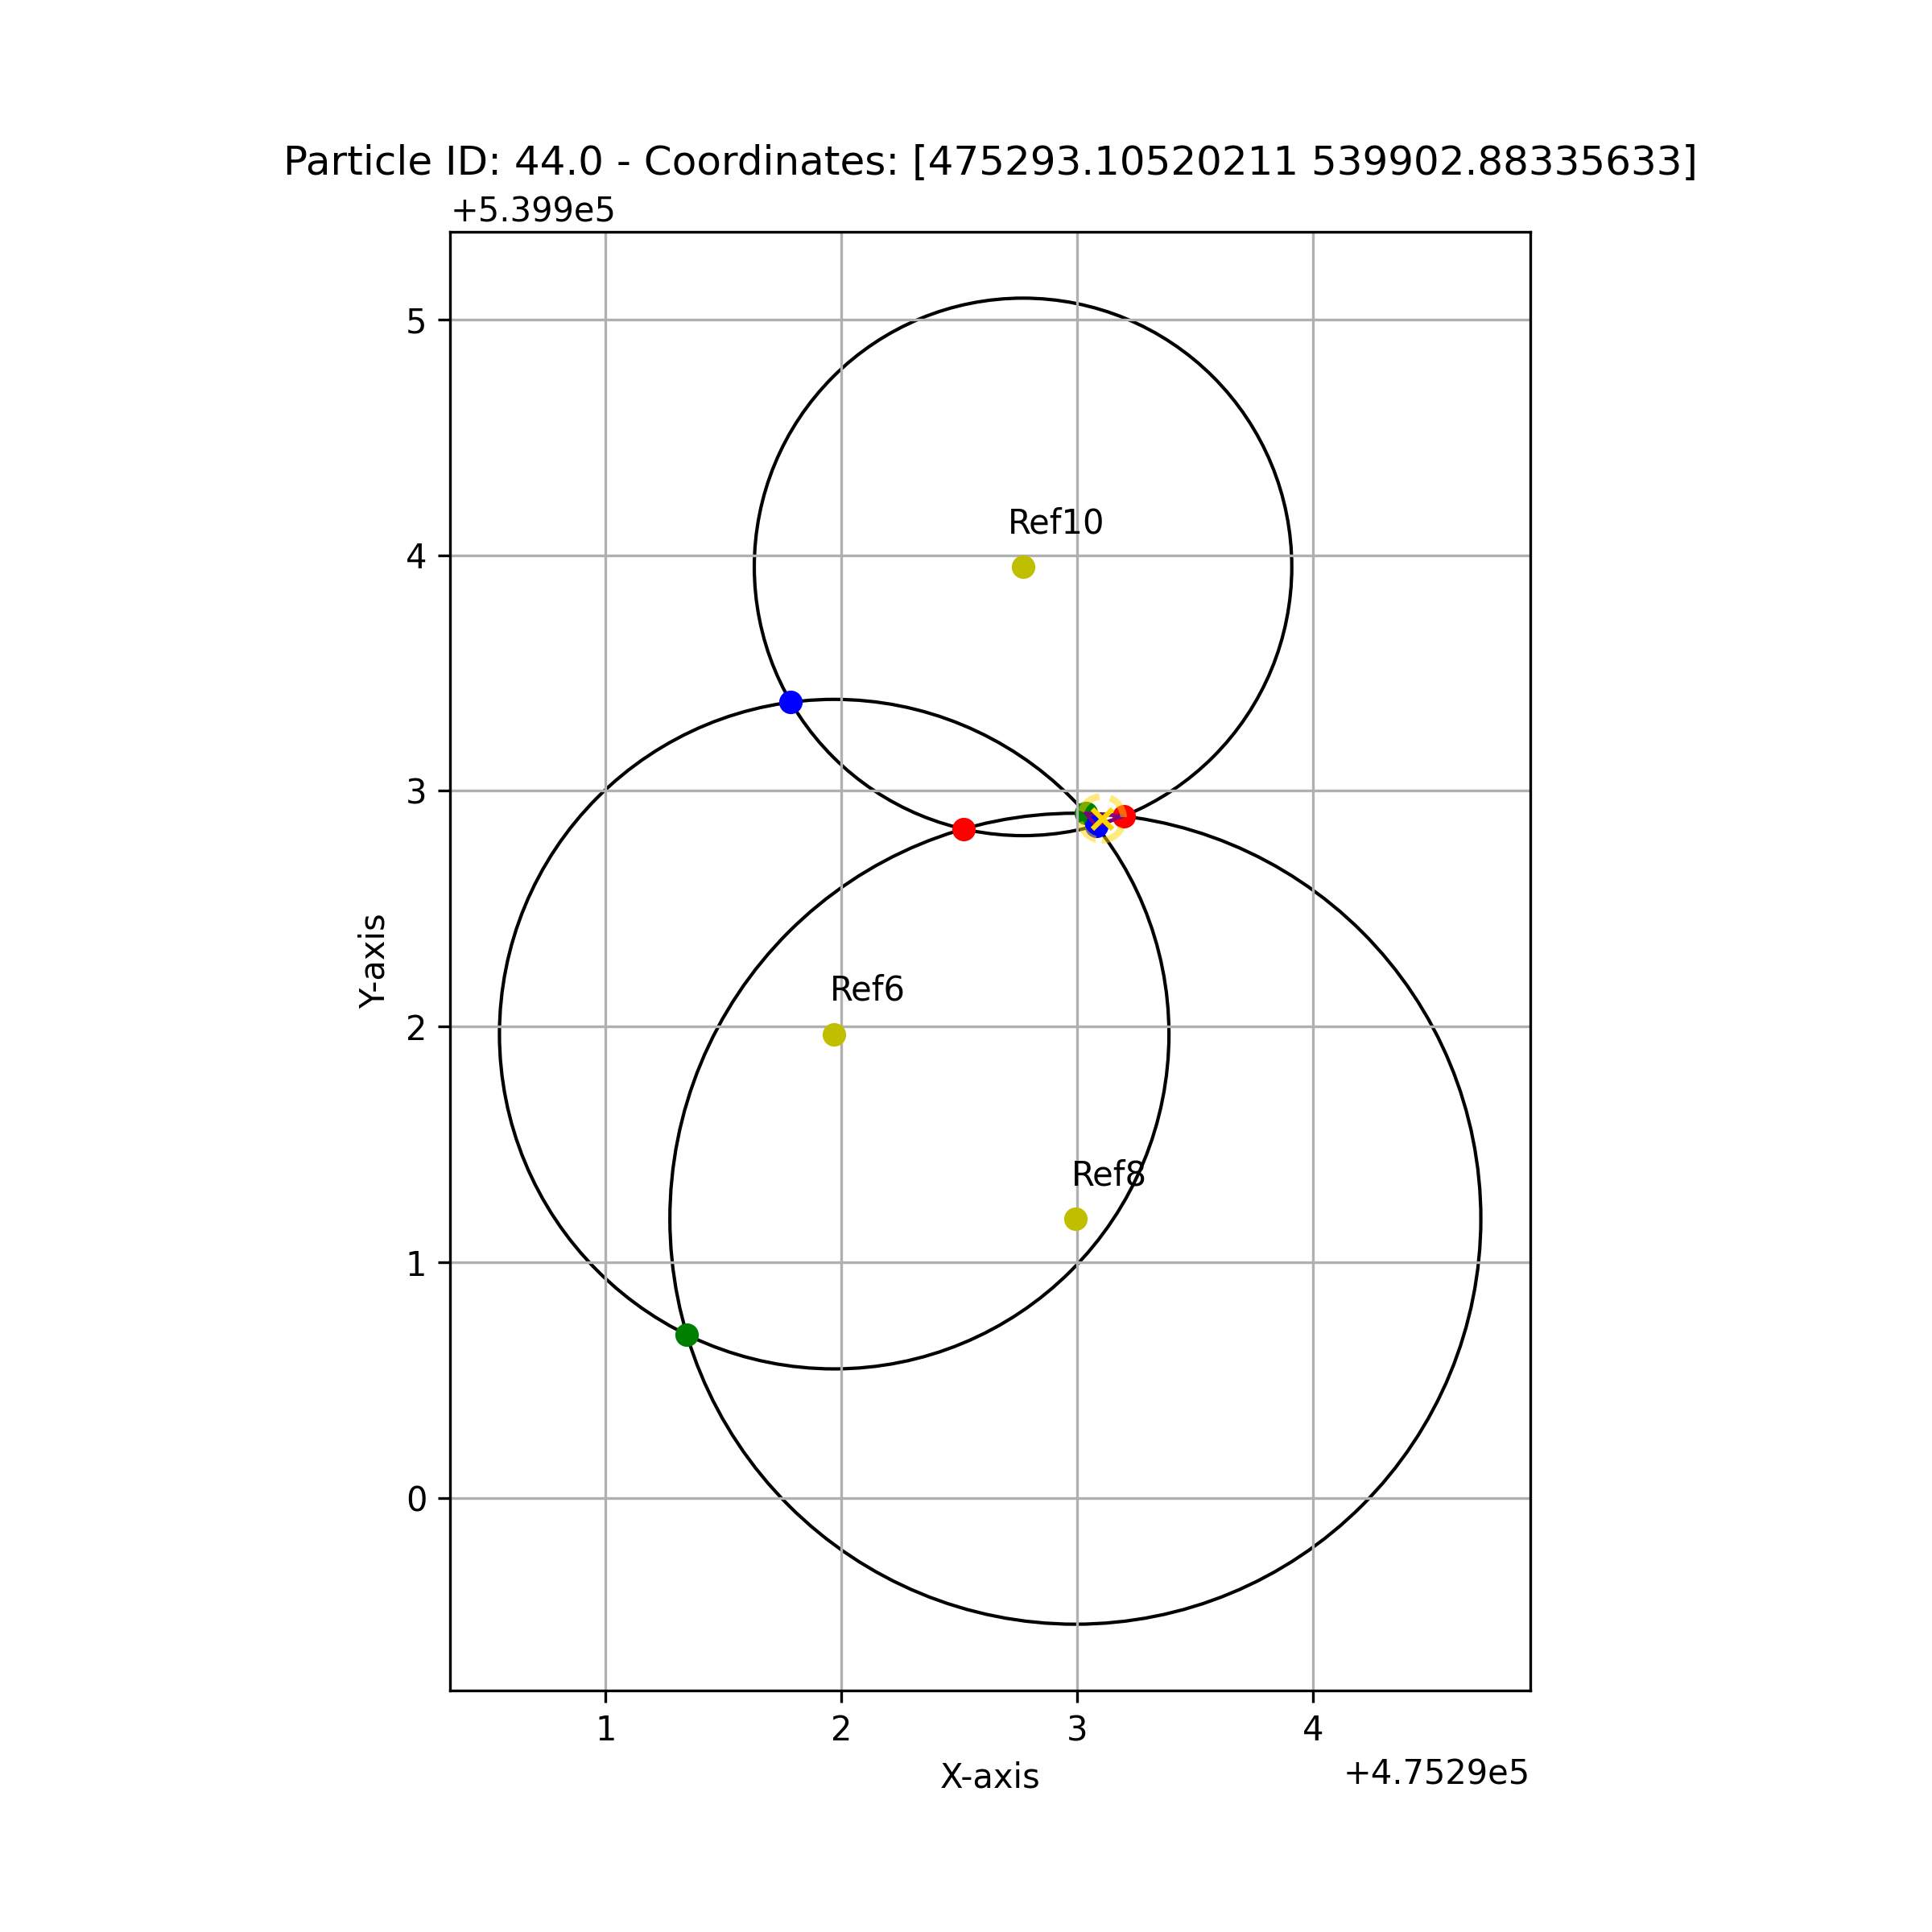 Particle ID: 44.0 - Coordinates: [475293.10520211 539902.88335633]
+5.399e5
5
Ref10
4
3
Y-axis
Ref6
2
Ref8
1
0
1 2 3 4
X-axis
+4.7529e5